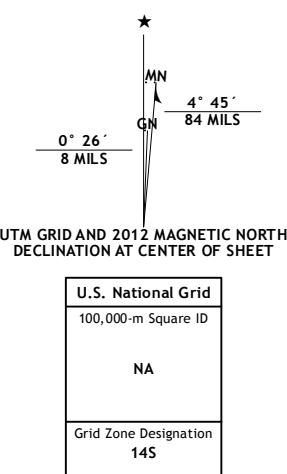 ★
MN
4° 45´
84 MILS
GN
0° 26´
8 MILS
UTM GRID AND 2012 MAGNETIC NORTH
DECLINATION AT CENTER OF SHEET
U.S. National Grid
100,000-m Square ID
NA
Grid Zone Designation
14S